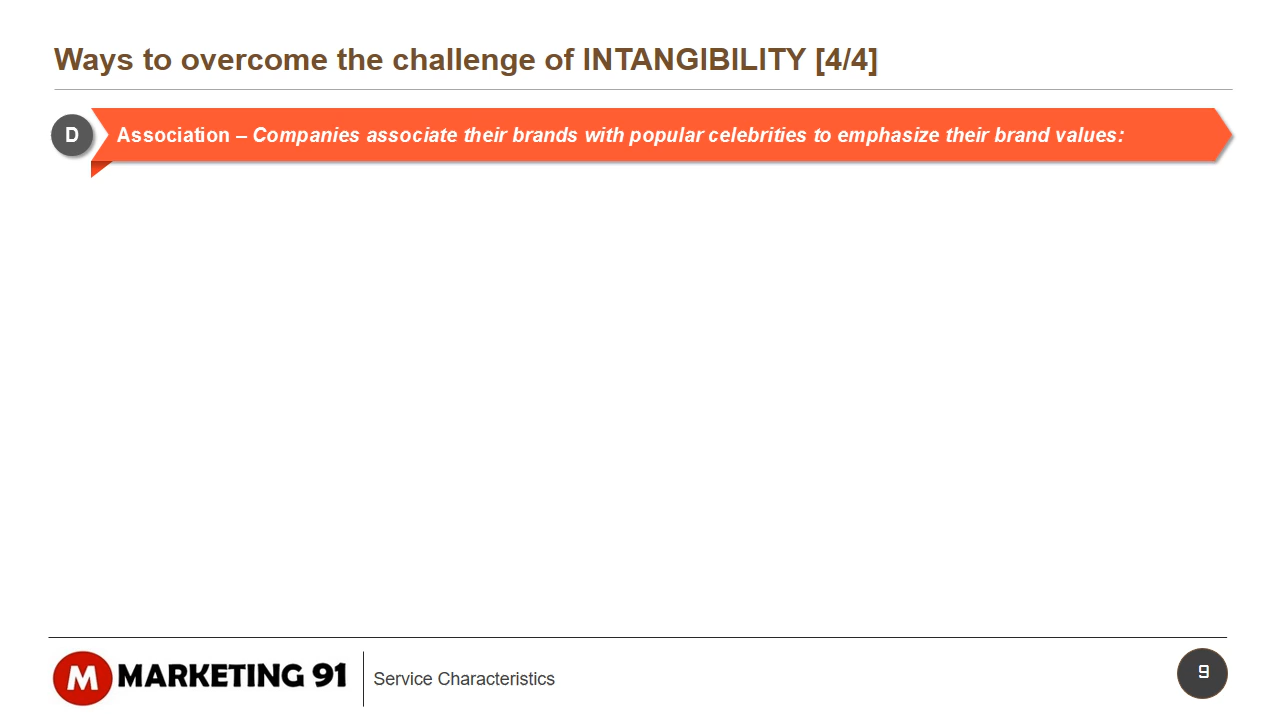 Ways to overcome the challenge of INTANGIBILITY [4/4]
D
Association – Companies associate their brands with popular celebrities to emphasize their brand values:
M MARKETING 91
Service Characteristics
9